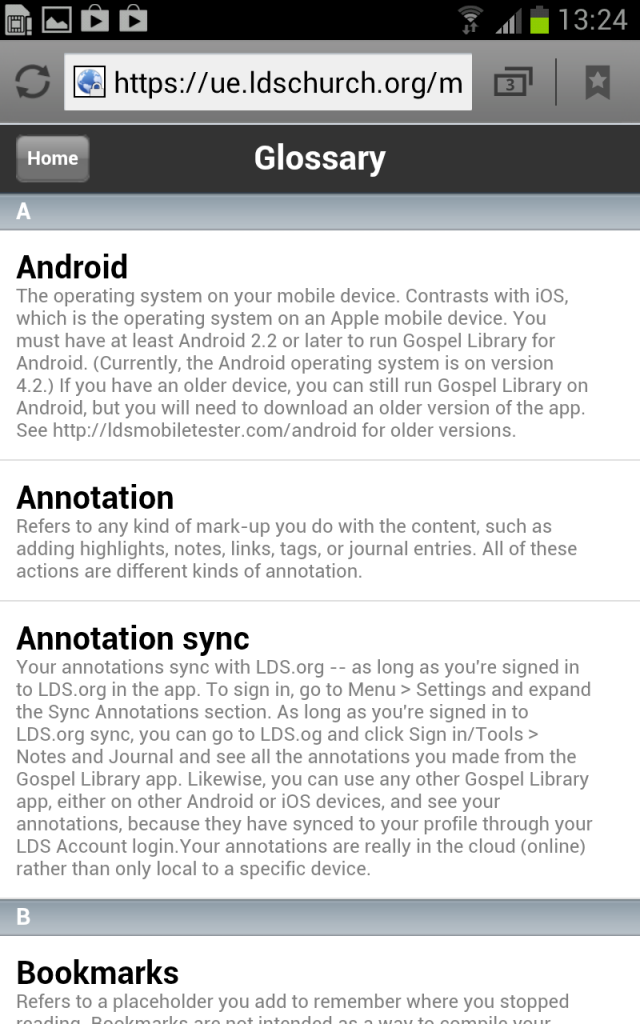 13:24
https://ue.ldschurch.org/m
3
Home
Glossary
A
Android
The operating system on your mobile device. Contrasts with iOS,
which is the operating system on an Apple mobile device. You
must have at least Android 2.2 or later to run Gospel Library for
Android. (Currently, the Android operating system is on version
4.2.) If you have an older device, you can still run Gospel Library on
Android, but you will need to download an older version of the app.
See http://ldsmobiletester.com/android for older versions.
Annotation
Refers to any kind of mark-up you do with the content, such as
adding highlights, notes, links, tags, or journal entries. All of these
actions are different kinds of annotation.
Annotation sync
Your annotations sync with LDS.org -- as long as you're signed in
to LDS.org in the app. To sign in, go to Menu > Settings and expand
the Sync Annotations section. As long as you're signed in to
LDS.org sync, you can go to LDS.og and click Sign in/Tools >
Notes and Journal and see all the annotations you made from the
Gospel Library app. Likewise, you can use any other Gospel Library
app, either on other Android or iOS devices, and see your
annotations, because they have synced to your profile through your
LDS Account login.Your annotations are really in the cloud (online)
rather than only local to a specific device.
B
Bookmarks
Refers to a placeholder you add to remember where you stopped
reading. Bookmarks are not intended as a way to compile your